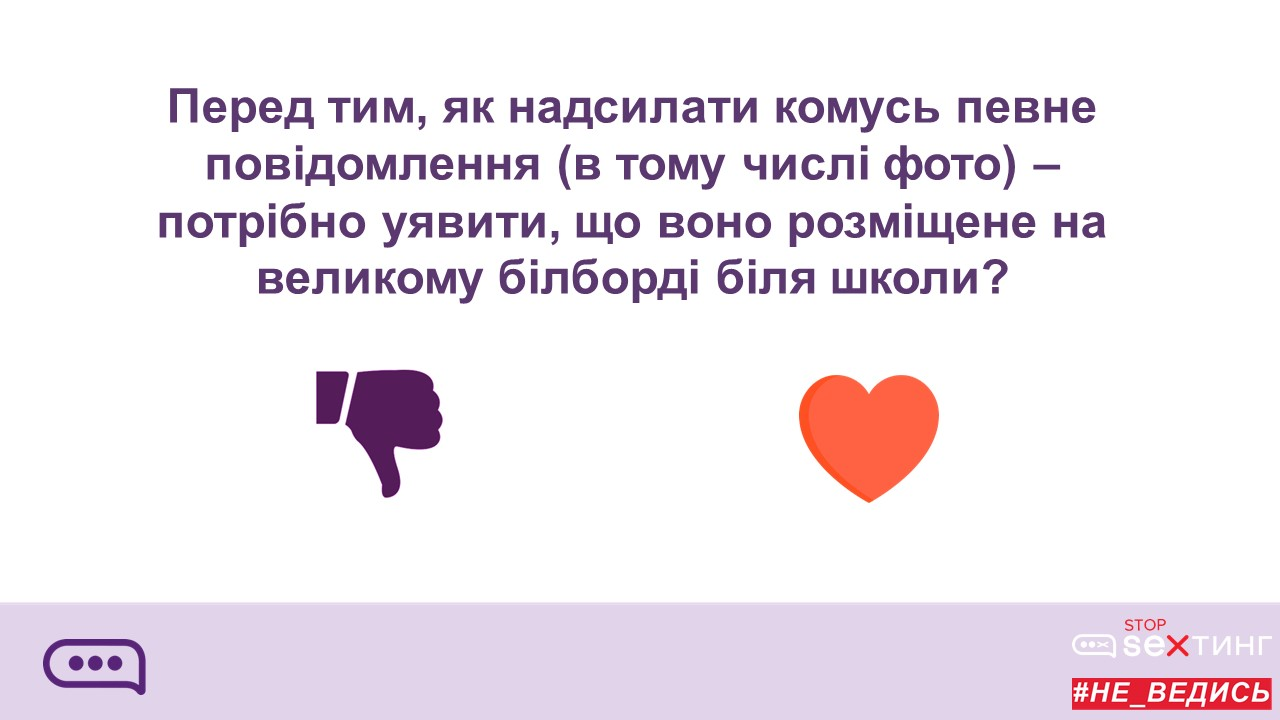 Перед тим, як надсилати комусь певне
повідомлення (в тому числі фото) –
потрібно уявити, що воно розміщене на
великому білборді біля школи?
STOP
sexтинг
#НЕ_ВЕДИСЬ